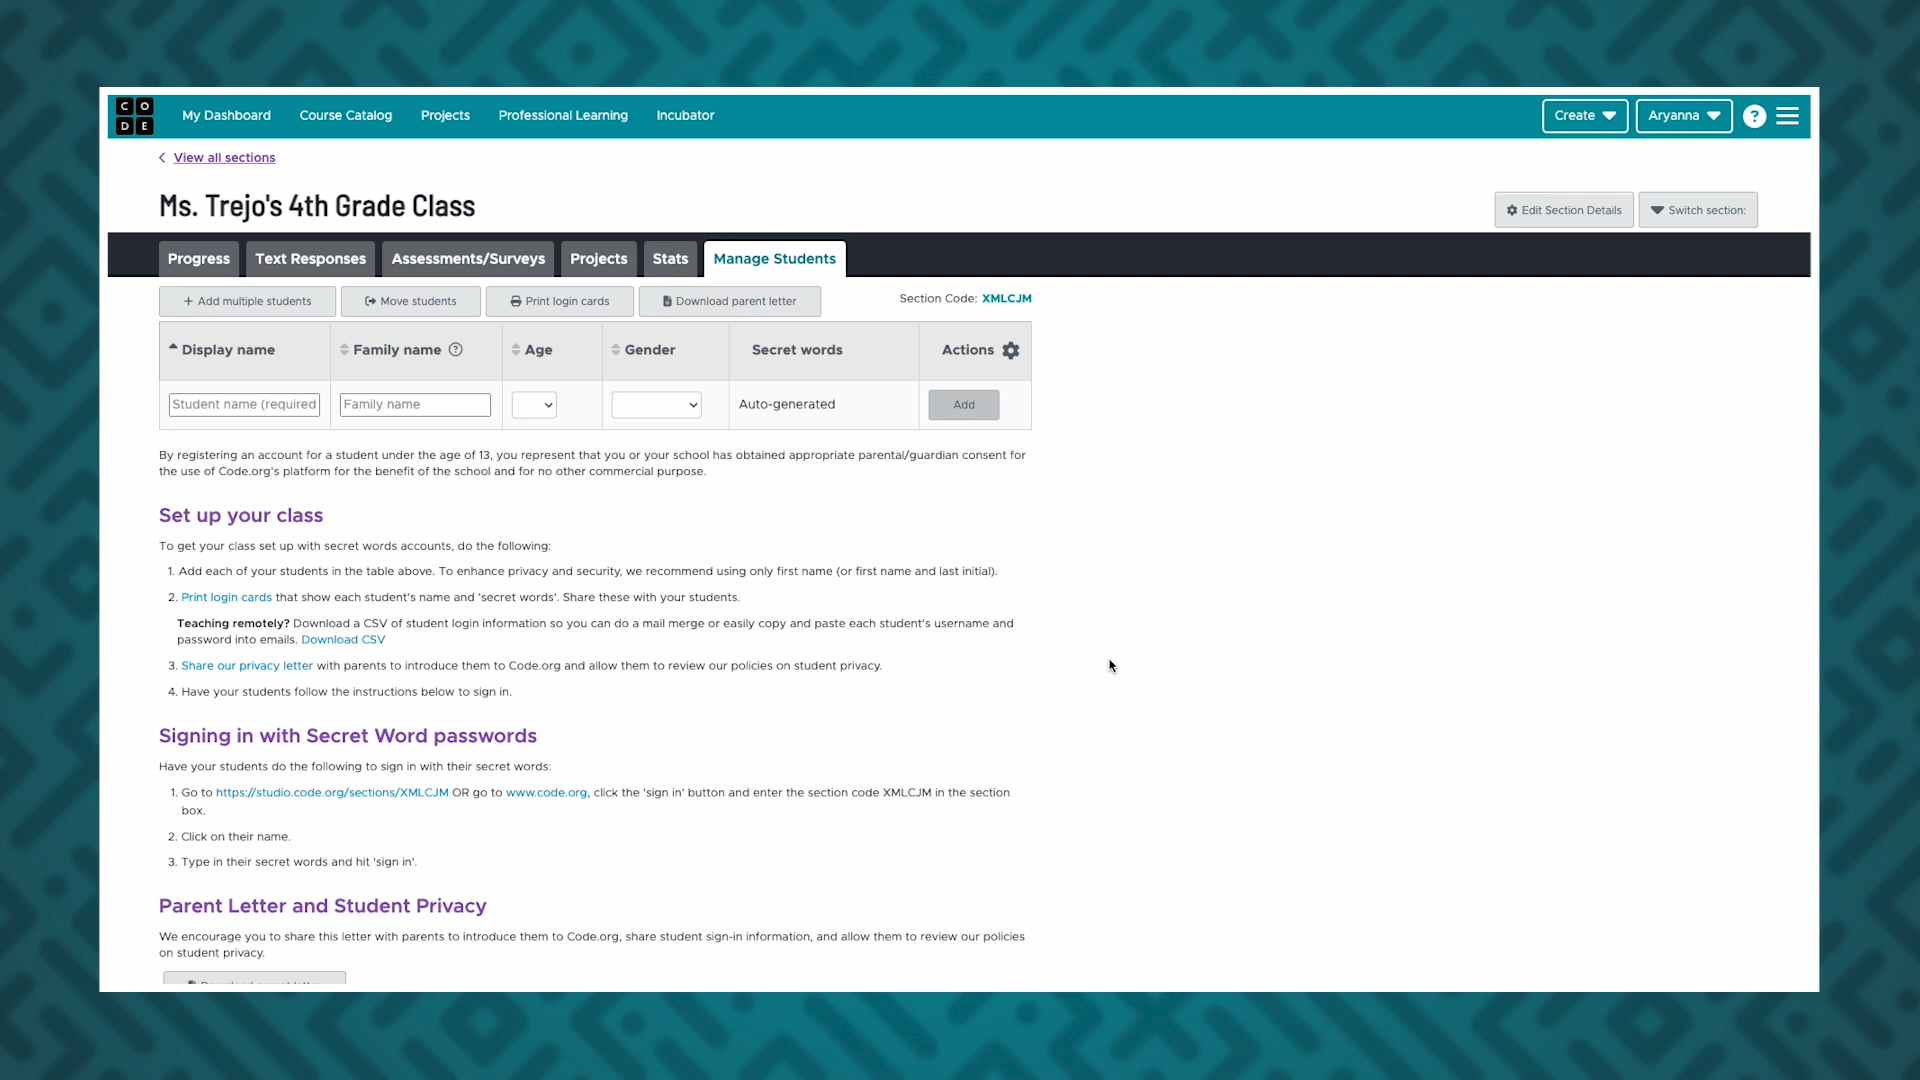 C O
D E
My Dashboard Course Catalog Projects Professional Learning Incubator Create Aryanna ?
View all sections
Ms. Trejo's 4th Grade Class
Edit Section Details Switch section:
Progress Text Responses Assessments/Surveys Projects Stats Manage Students
+ Add multiple students Move students Print login cards Download parent letter Section Code: XMLCJM
Display name Family name ? Age Gender Secret words Actions
Student name (required Family name Auto-generated Add
By registering an account for a student under the age of 13, you represent that you or your school has obtained appropriate parental/guardian consent for
the use of Code.org's platform for the benefit of the school and for no other commercial purpose.
Set up your class
To get your class set up with secret words accounts, do the following:
1. Add each of your students in the table above. To enhance privacy and security, we recommend using only first name (or first name and last initial).
2. Print login cards that show each student's name and 'secret words'. Share these with your students.
Teaching remotely? Download a CSV of student login information so you can do a mail merge or easily copy and paste each student's username and
password into emails. Download CSV
3. Share our privacy letter with parents to introduce them to Code.org and allow them to review our policies on student privacy.
4. Have your students follow the instructions below to sign in.
Signing in with Secret Word passwords
Have your students do the following to sign in with their secret words:
1. Go to https://studio.code.org/sections/XMLCJM OR go to www.code.org, click the 'sign in' button and enter the section code XMLCJM in the section
box.
2. Click on their name.
3. Type in their secret words and hit 'sign in'.
Parent Letter and Student Privacy
We encourage you to share this letter with parents to introduce them to Code.org, share student sign-in information, and allow them to review our policies
on student privacy.